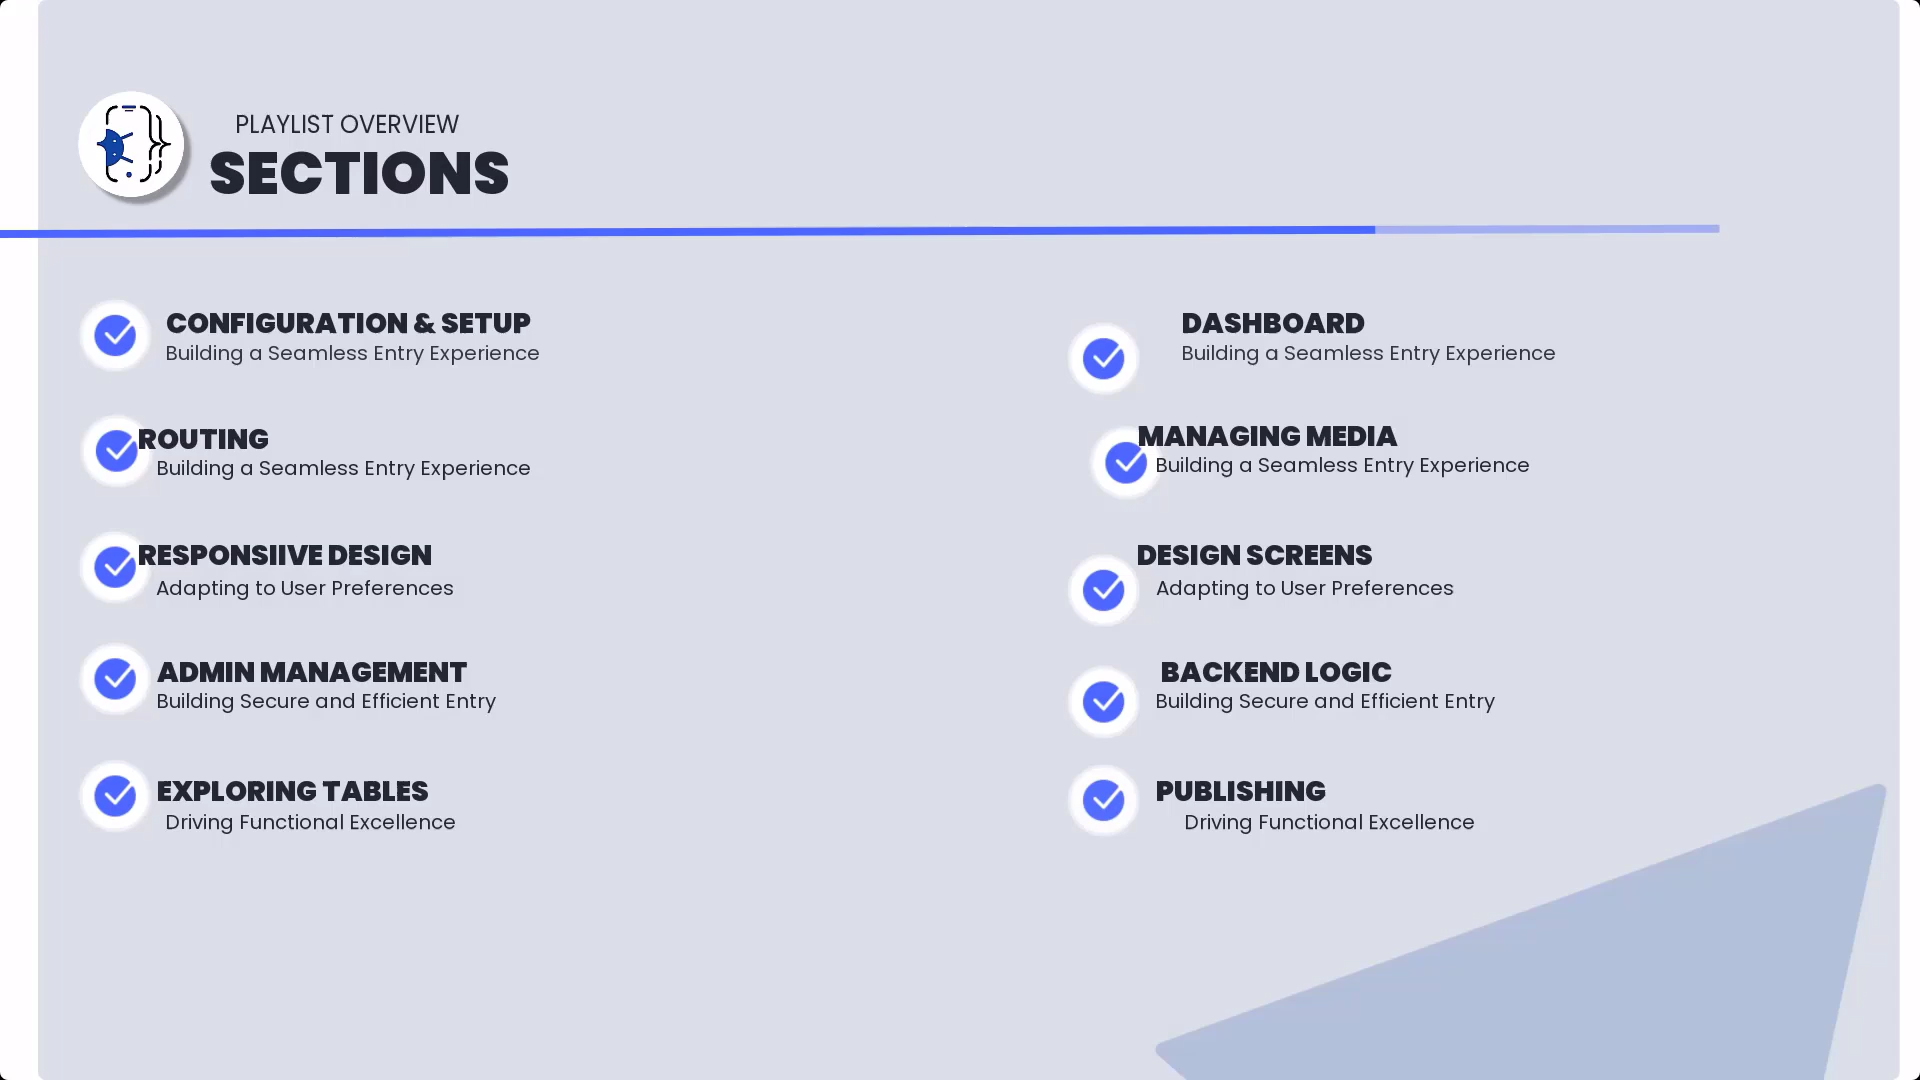 PLAYLIST OVERVIEW
SECTIONS
CONFIGURATION & SETUP
Building a Seamless Entry Experience
ROUTING
Building a Seamless Entry Experience
RESPONSIIVE DESIGN
Adapting to User Preferences
ADMIN MANAGEMENT
Building Secure and Efficient Entry
EXPLORING TABLES
Driving Functional Excellence
DASHBOARD
Building a Seamless Entry Experience
MANAGING MEDIA
Building a Seamless Entry Experience
DESIGN SCREENS
Adapting to User Preferences
BACKEND LOGIC
Building Secure and Efficient Entry
PUBLISHING
Driving Functional Excellence